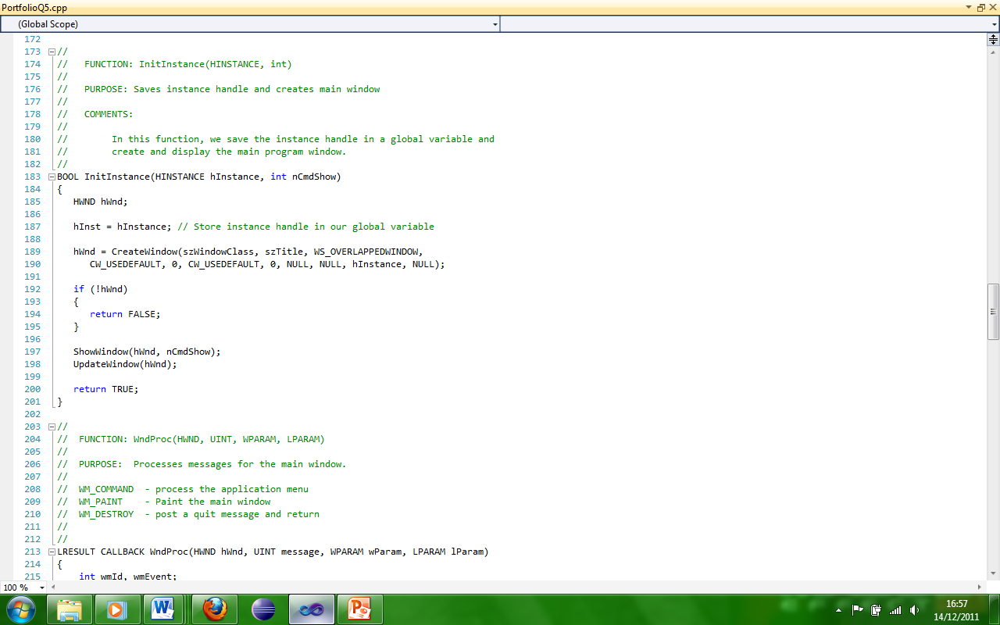 PortfolioQ5.cpp
(Global Scope)
172
173 //
174 //   FUNCTION: InitInstance(HINSTANCE, int)
175 //
176 //   PURPOSE: Saves instance handle and creates main window
177 //
178 //   COMMENTS:
179 //
180 //        In this function, we save the instance handle in a global variable and
181 //        create and display the main program window.
182 //
183 BOOL InitInstance(HINSTANCE hInstance, int nCmdShow)
184 {
185    HWND hWnd;
186
187    hInst = hInstance; // Store instance handle in our global variable
188
189    hWnd = CreateWindow(szWindowClass, szTitle, WS_OVERLAPPEDWINDOW,
190       CW_USEDEFAULT, 0, CW_USEDEFAULT, 0, NULL, NULL, hInstance, NULL);
191
192    if (!hWnd)
193    {
194       return FALSE;
195    }
196
197    ShowWindow(hWnd, nCmdShow);
198    UpdateWindow(hWnd);
199
200    return TRUE;
201 }
202
203 //
204 //  FUNCTION: WndProc(HWND, UINT, WPARAM, LPARAM)
205 //
206 //  PURPOSE:  Processes messages for the main window.
207 //
208 //  WM_COMMAND  - process the application menu
209 //  WM_PAINT    - Paint the main window
210 //  WM_DESTROY  - post a quit message and return
211 //
212 //
213 LRESULT CALLBACK WndProc(HWND hWnd, UINT message, WPARAM wParam, LPARAM lParam)
214 {
215     int wmId, wmEvent;
100 %
16:57
14/12/2011